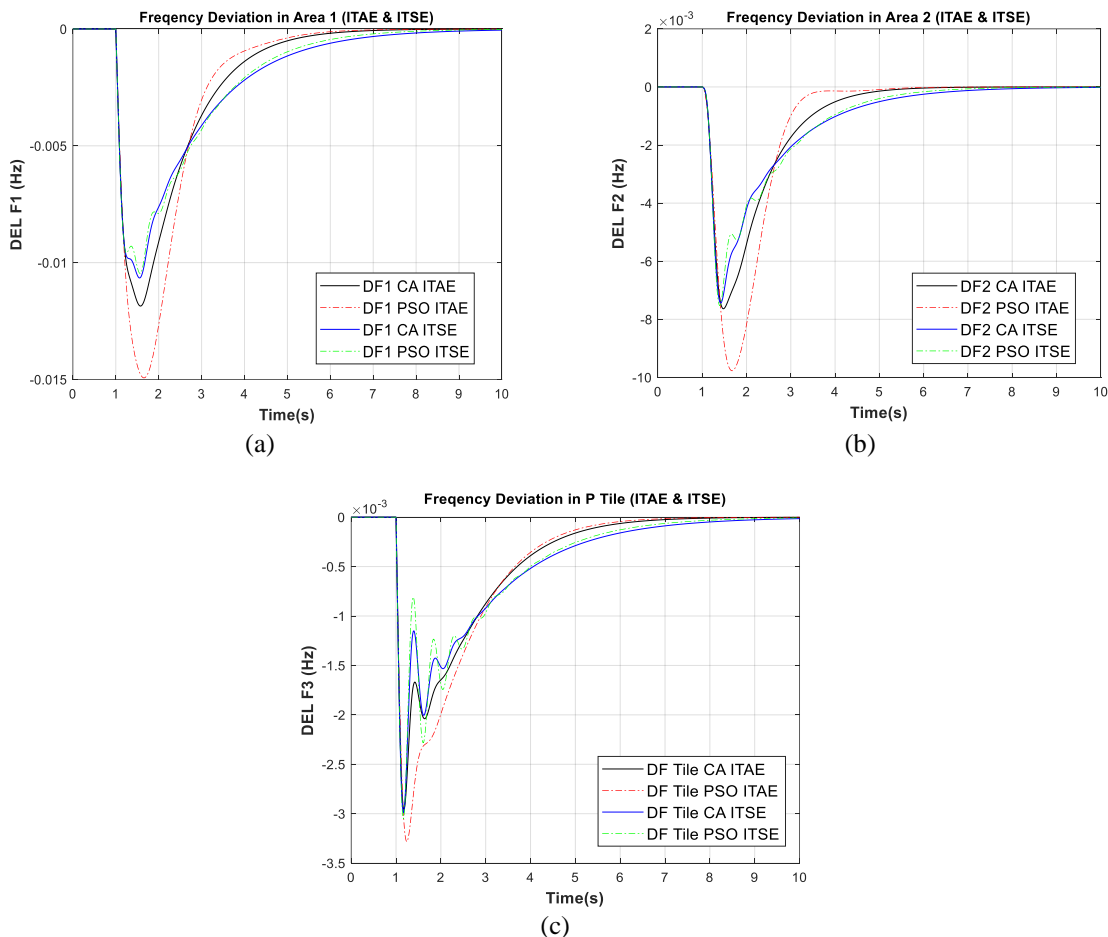 Freqency Deviation in Area 1 (ITAE & ITSE)
0
-0.005
-0.01
-0.015
DEL F1 (Hz)
DF1 CA ITAE
DF1 PSO ITAE
DF1 CA ITSE
DF1 PSO ITSE
0 1 2 3 4 5 6 7 8 9 10
Time(s)
(a)
Freqency Deviation in Area 2 (ITAE & ITSE)
×10-3
2
0
-2
-4
-6
-8
-10
DEL F2 (Hz)
DF2 CA ITAE
DF2 PSO ITAE
DF2 CA ITSE
DF2 PSO ITSE
0 1 2 3 4 5 6 7 8 9 10
Time(s)
(b)
Freqency Deviation in P Tile (ITAE & ITSE)
×10-3
0
-0.5
-1
-1.5
-2
-2.5
-3
-3.5
DEL F3 (Hz)
DF Tile CA ITAE
DF Tile PSO ITAE
DF Tile CA ITSE
DF Tile PSO ITSE
0 1 2 3 4 5 6 7 8 9 10
Time(s)
(c)